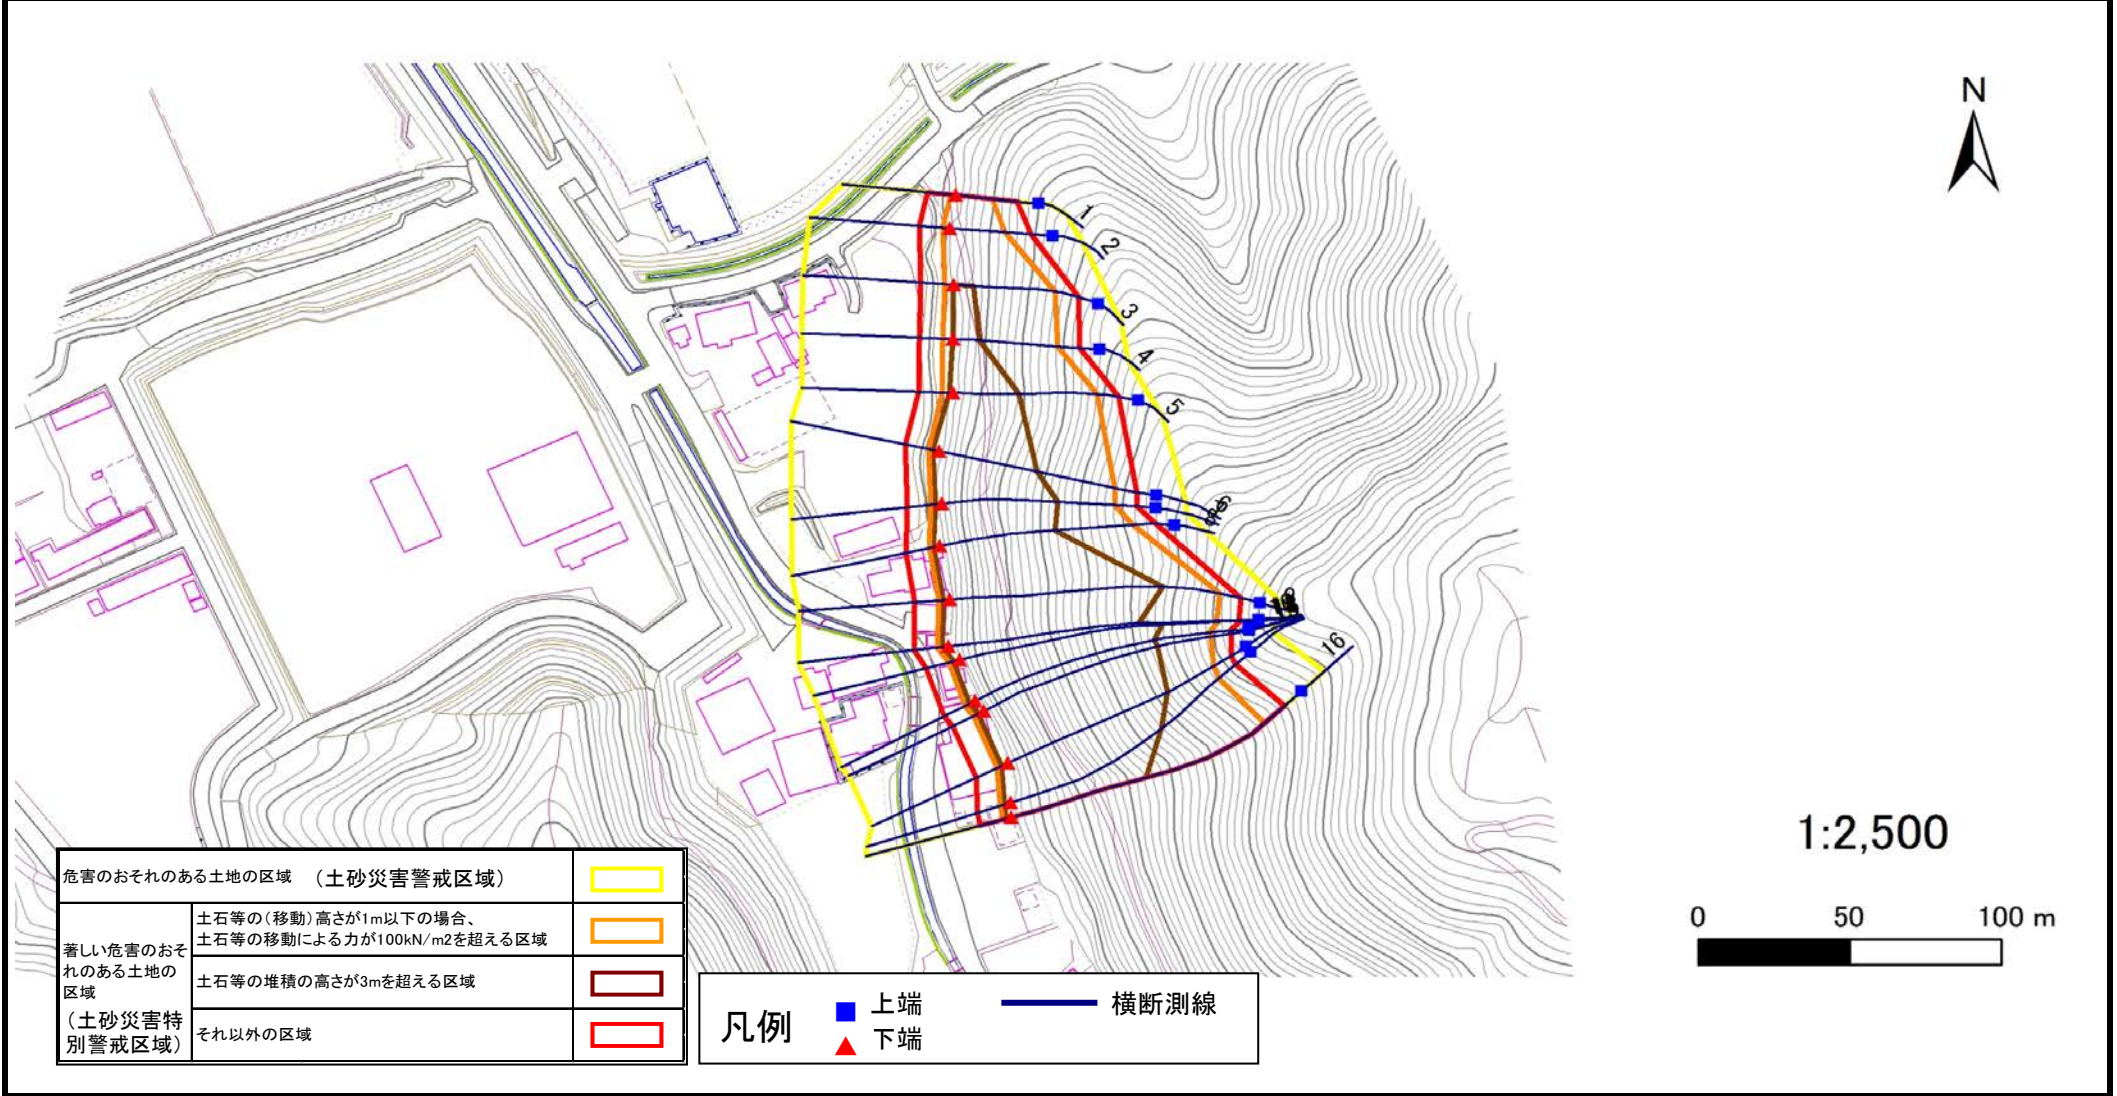 N
1
2
3
4
5
16
1:2,500
0 50 100 m
危害のおそれのある土地の区域 (土砂災害警戒区域)
著しい危害のおそ
れのある土地の
区域
(土砂災害特
別警戒区域)
土石等の(移動)高さが1m以下の場合、
土石等の移動による力が100kN/m2を超える区域
土石等の堆積の高さが3mを超える区域
それ以外の区域
凡例
上端
下端
横断測線